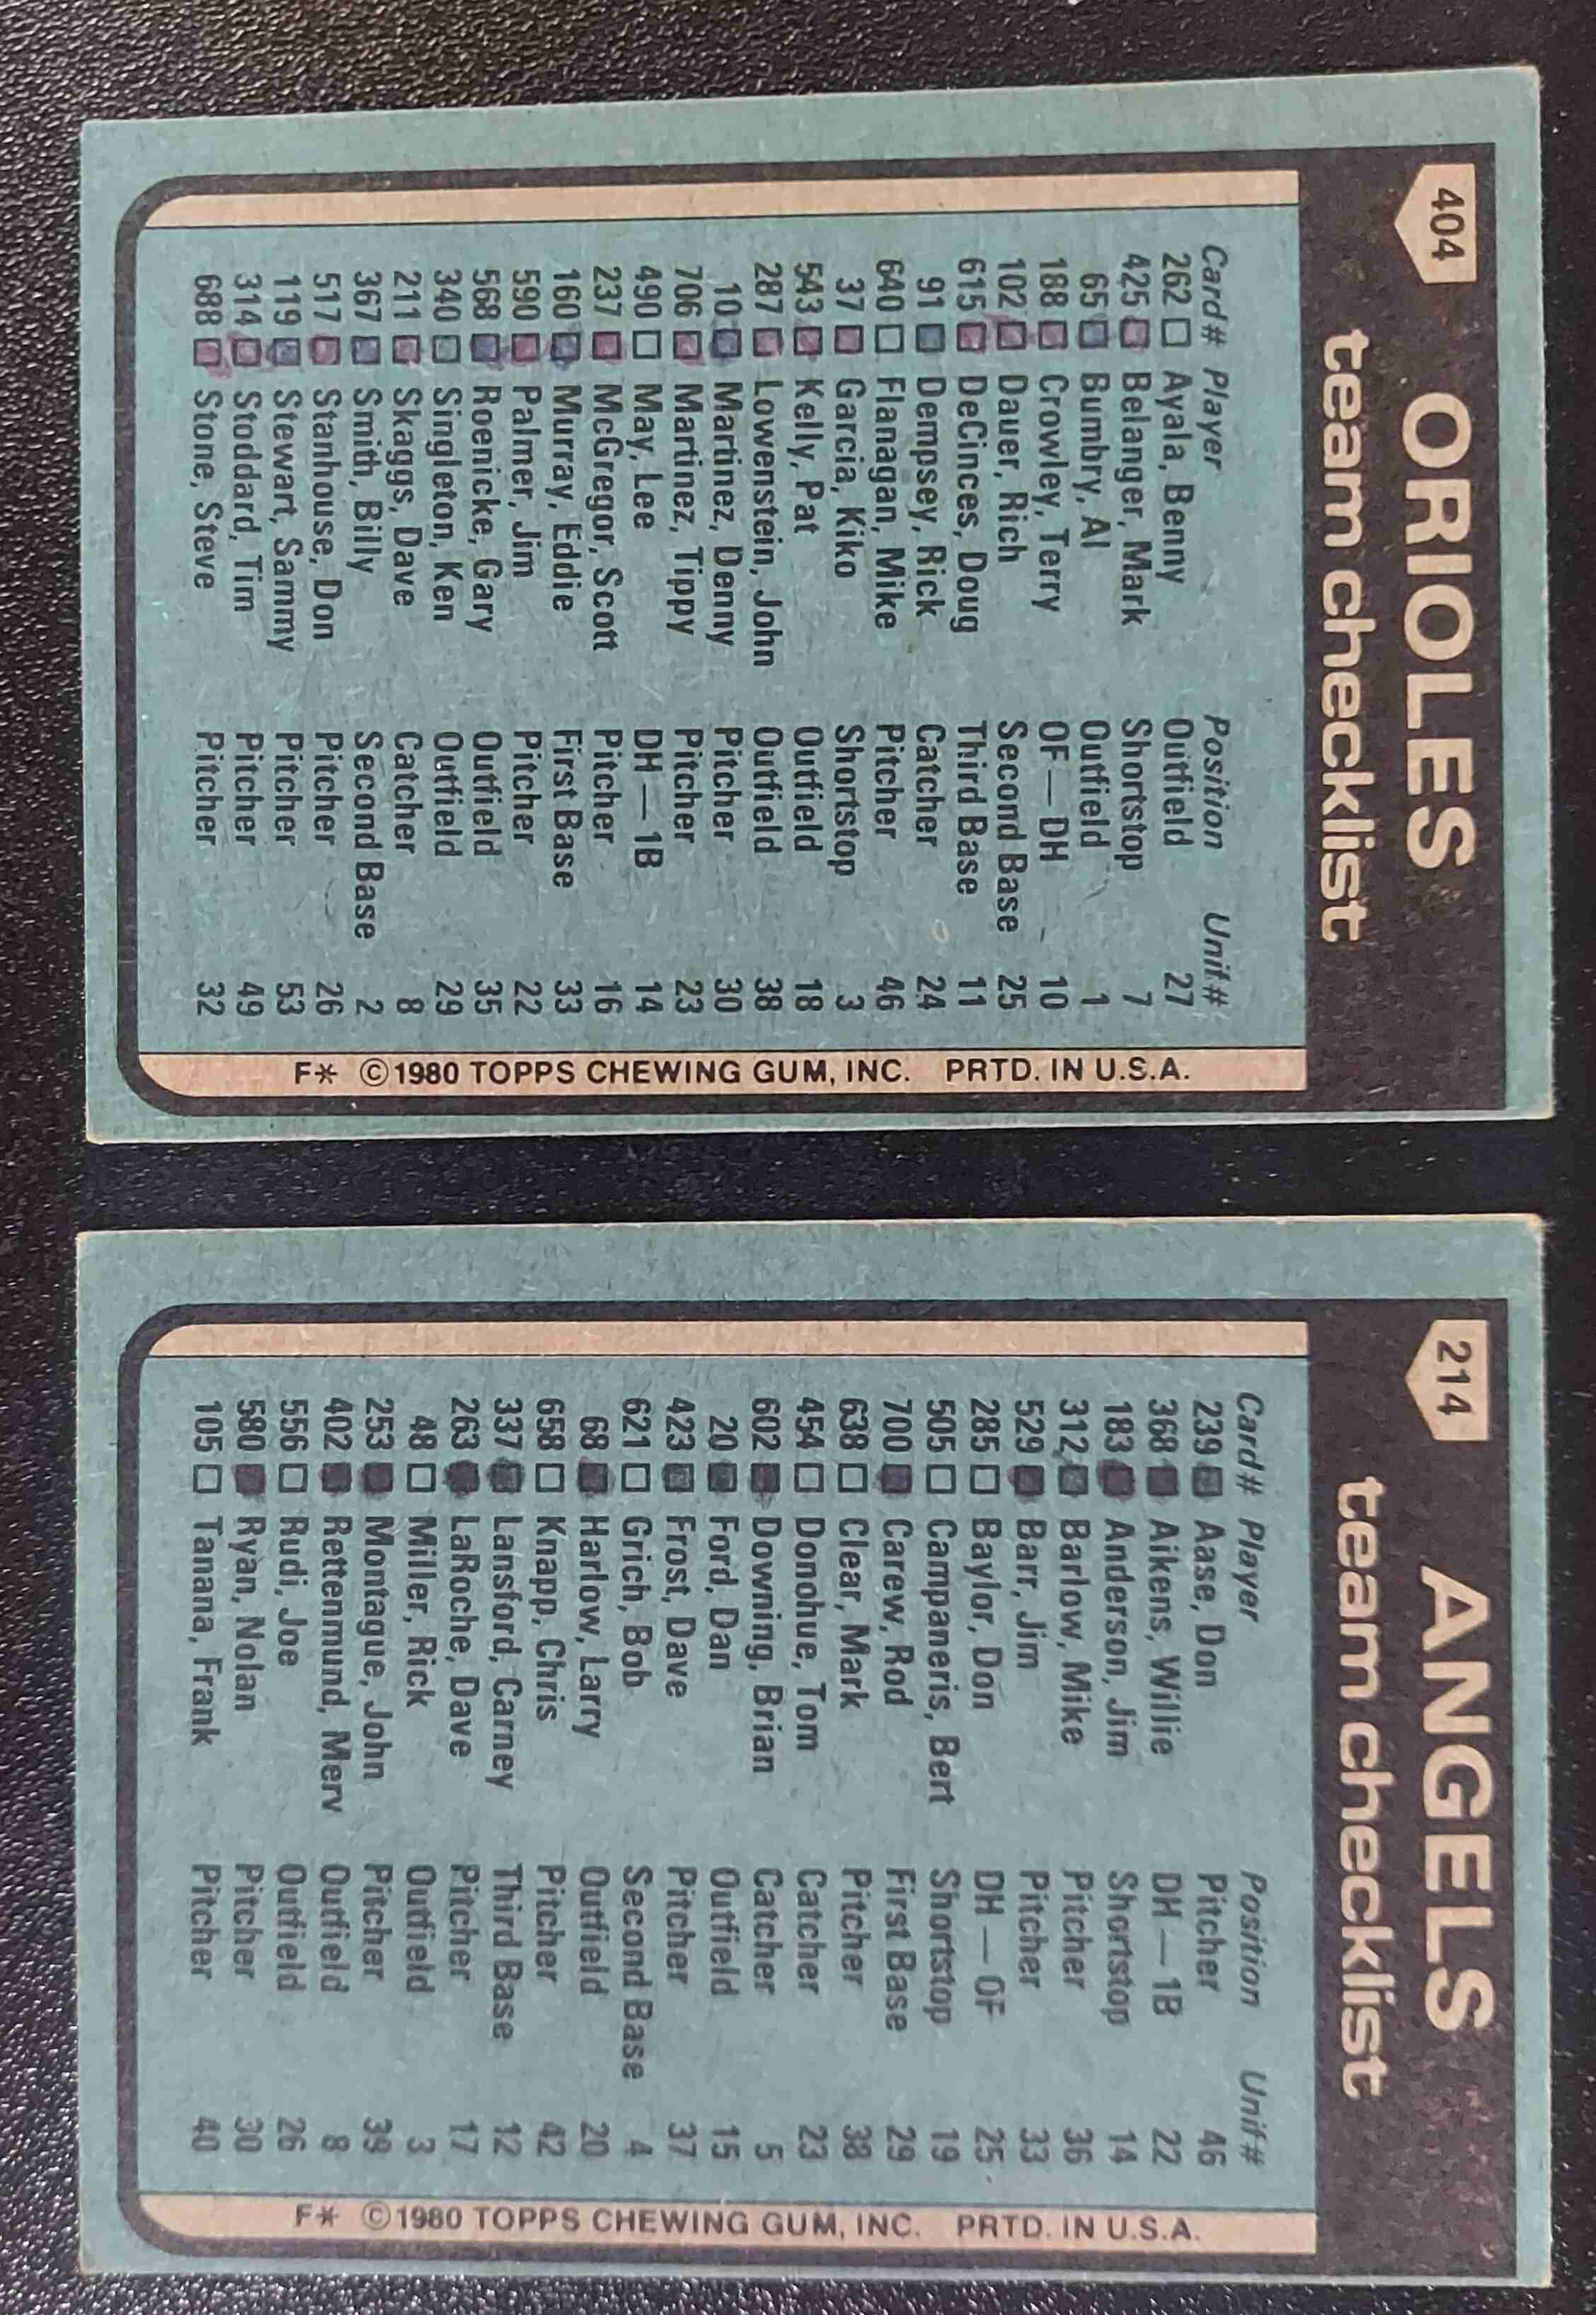 404
ORIOLES
team checklist
Card# Player Position Unif#
262 Ayala, Benny Outfield 27
425 Belanger, Mark Shortstop 7
65 Bumbry, Al Outfield 1
188 Crowley, Terry OF—DH 10
102 Dauer, Rich Second Base 25
615 DeCinces, Doug Third Base 11
91 Dempsey, Rick Catcher 24
640 Flanagan, Mike Pitcher 46
37 Garcia, Kiko Shortstop 3
543 Kelly, Pat Outfield 18
287 Lowenstein, John Outfield 38
10 Martinez, Denny Pitcher 30
706 Martinez, Tippy Pitcher 23
490 May, Lee DH—1B 14
237 McGregor, Scott Pitcher 16
160 Murray, Eddie First Base 33
590 Palmer, Jim Pitcher 22
568 Roenicke, Gary Outfield 35
340 Singleton, Ken Outfield 29
211 Skaggs, Dave Catcher 8
367 Smith, Billy Second Base 2
517 Stanhouse, Don Pitcher 26
119 Stewart, Sammy Pitcher 53
314 Stoddard, Tim Pitcher 49
688 Stone, Steve Pitcher 32
F* ©1980 TOPPS CHEWING GUM, INC. PRTD. IN U.S.A.
214
ANGELS
team checklist
Card# Player Position Unif#
239 Aase, Don Pitcher 46
368 Aikens, Willie DH—1B 22
183 Anderson, Jim Shortstop 14
312 Barlow, Mike Pitcher 36
529 Barr, Jim Pitcher 33
285 Baylor, Don DH—OF 25
505 Campaneris, Bert Shortstop 19
700 Carew, Rod First Base 29
638 Clear, Mark Pitcher 38
454 Donohue, Tom Catcher 23
602 Downing, Brian Catcher 5
20 Ford, Dan Outfield 15
423 Frost, Dave Pitcher 37
621 Grich, Bob Second Base 4
68 Harlow, Larry Outfield 20
658 Knapp, Chris Pitcher 42
337 Lansford, Carney Third Base 12
263 LaRoche, Dave Pitcher 17
48 Miller, Rick Outfield 3
253 Montague, John Pitcher 39
402 Rettenmund, Merv Outfield 8
556 Rudi, Joe Outfield 26
580 Ryan, Nolan Pitcher 30
105 Tanana, Frank Pitcher 40
F* ©1980 TOPPS CHEWING GUM, INC. PRTD. IN U.S.A.